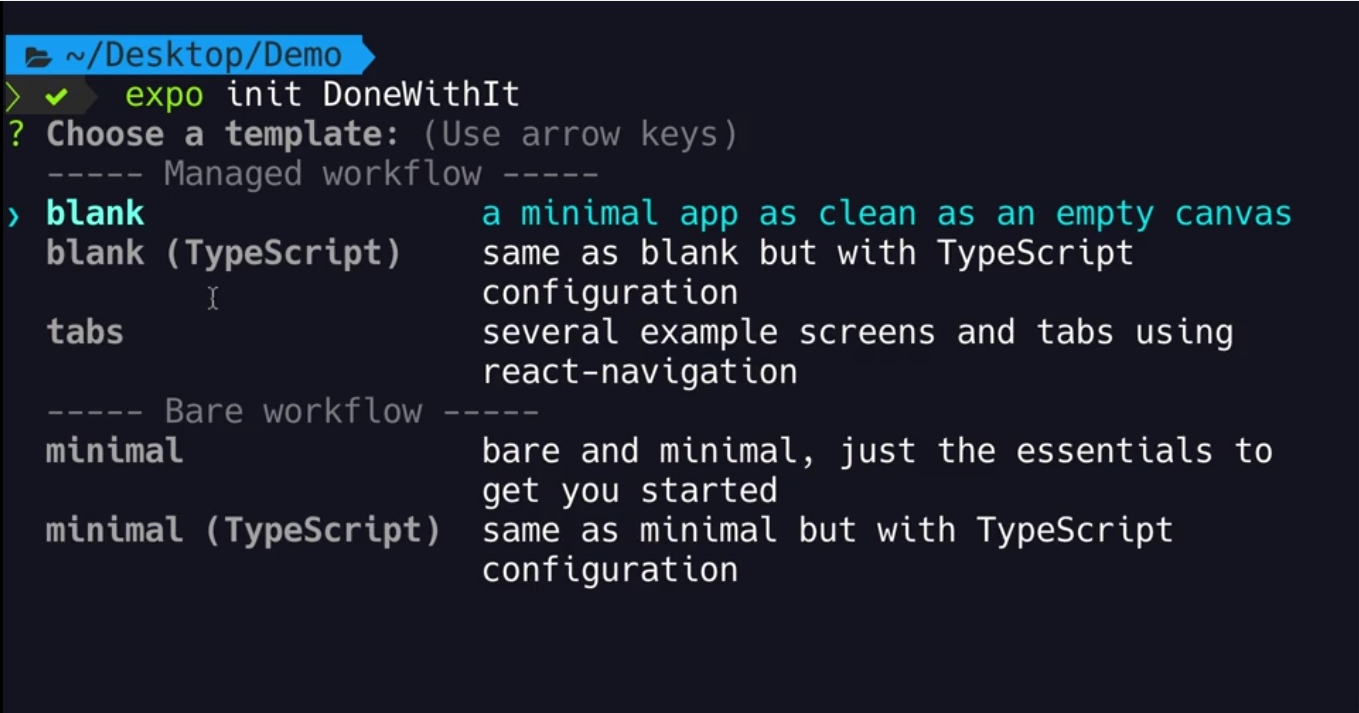 ~/Desktop/Demo
expo init DoneWithIt
? Choose a template: (Use arrow keys)
----- Managed workflow -----
❯ blank a minimal app as clean as an empty canvas
blank (TypeScript) same as blank but with TypeScript
configuration
tabs several example screens and tabs using
react-navigation
----- Bare workflow -----
minimal bare and minimal, just the essentials to
get you started
minimal (TypeScript) same as minimal but with TypeScript
configuration